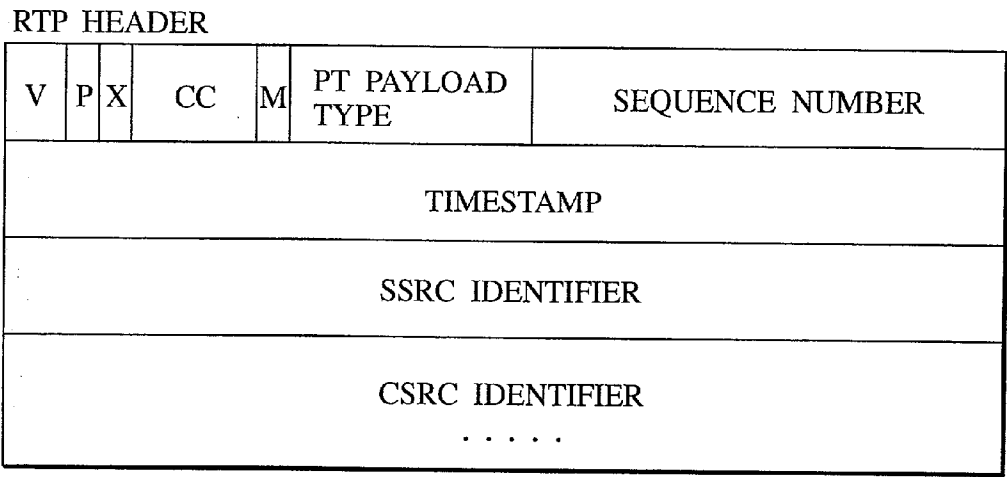 RTP HEADER
V P X CC M PT PAYLOAD TYPE SEQUENCE NUMBER
TIMESTAMP
SSRC IDENTIFIER
CSRC IDENTIFIER
.....